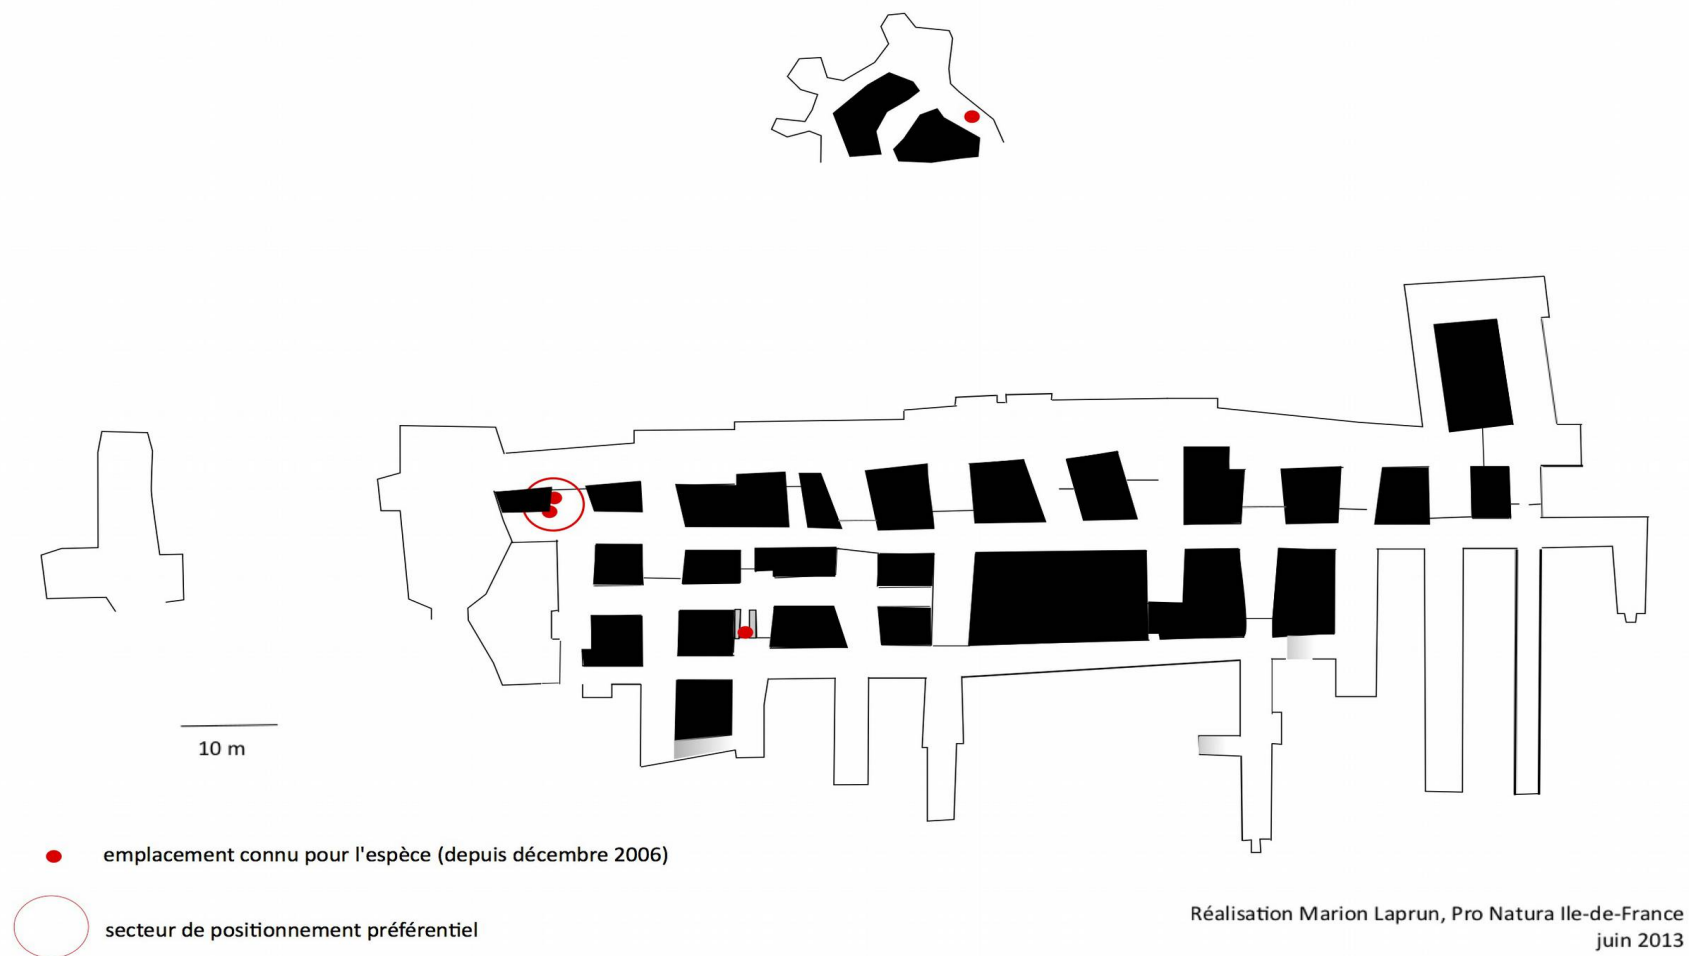 10 m
emplacement connu pour l'espèce (depuis décembre 2006)
secteur de positionnement préférentiel
Réalisation Marion Laprun, Pro Natura Ile-de-France
juin 2013